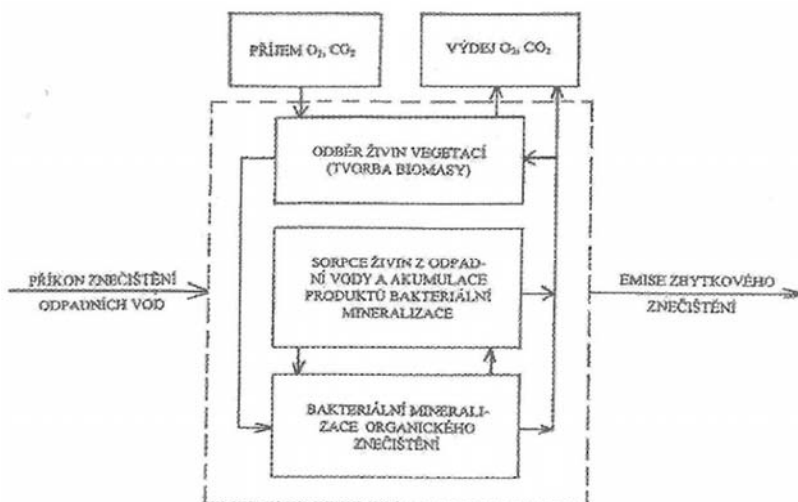 PŘÍJEM O₂, CO₂
VÝDEJ O₂, CO₂
ODBĚR ŽIVIN VEGETACÍ
(TVORBA BIOMASY)
SORPCE ŽIVIN Z ODPAD-
NÍ VODY A AKUMULACE
PRODUKTŮ BAKTERIÁLNÍ
MINERALIZACE
PŘÍKON ZNEČIŠTĚNÍ
ODPADNÍCH VOD
EMISE ZBYTKOVÉHO
ZNEČIŠTĚNÍ
BAKTERIÁLNÍ MINERALI-
ZACE ORGANICKÉHO
ZNEČIŠTĚNÍ